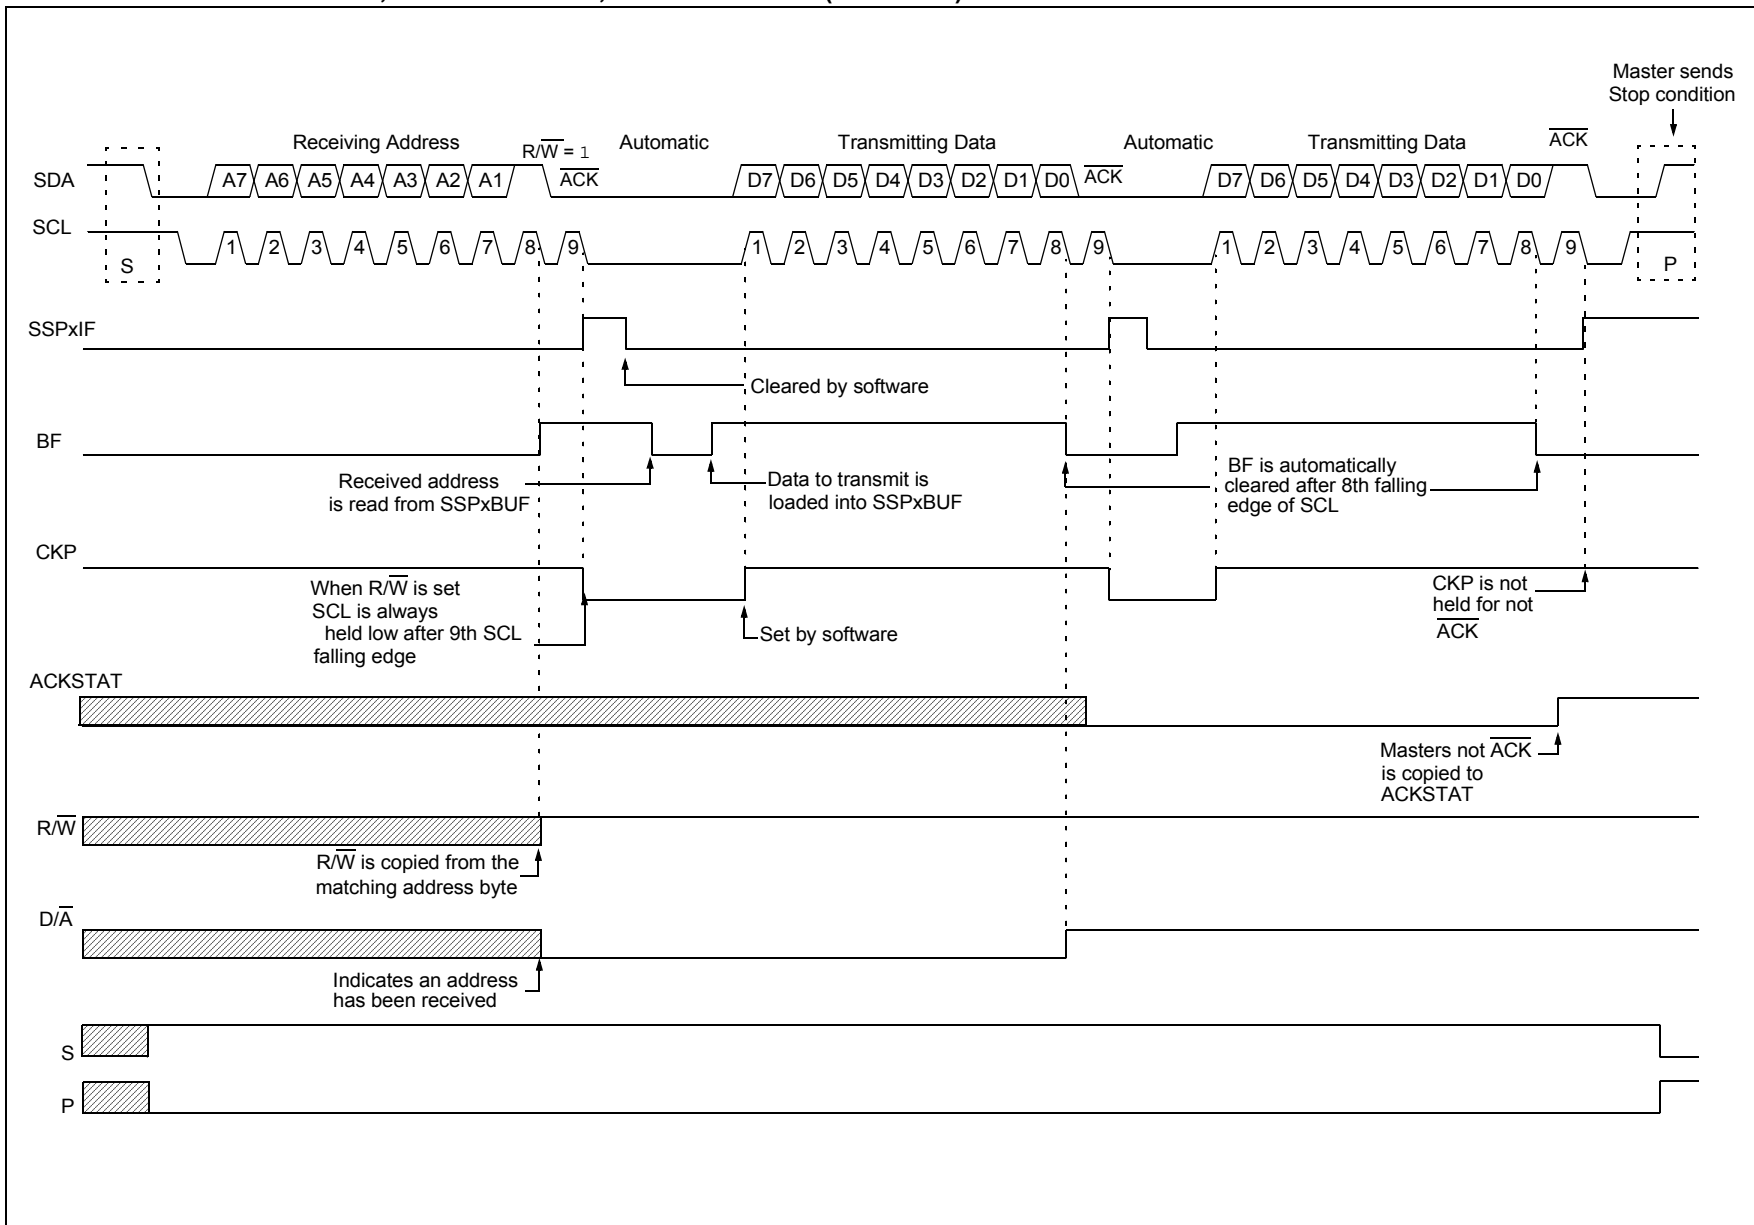 Master sends
Stop condition
Receiving Address
R/W̅ = 1
Automatic
Transmitting Data
A̅C̅K̅
Automatic
Transmitting Data
A̅C̅K̅
SDA
A7 A6 A5 A4 A3 A2 A1
A̅C̅K̅
D7 D6 D5 D4 D3 D2 D1 D0
D7 D6 D5 D4 D3 D2 D1 D0
SCL
1 2 3 4 5 6 7 8 9
1 2 3 4 5 6 7 8 9
1 2 3 4 5 6 7 8 9
S
P
SSPxIF
Cleared by software
BF
Received address
is read from SSPxBUF
Data to transmit is
loaded into SSPxBUF
BF is automatically
cleared after 8th falling
edge of SCL
CKP
When R/W̅ is set
SCL is always
held low after 9th SCL
falling edge
Set by software
CKP is not
held for not
A̅C̅K̅
ACKSTAT
Masters not A̅C̅K̅
is copied to
ACKSTAT
R/W̅
R/W̅ is copied from the
matching address byte
D/A̅
Indicates an address
has been received
S
P